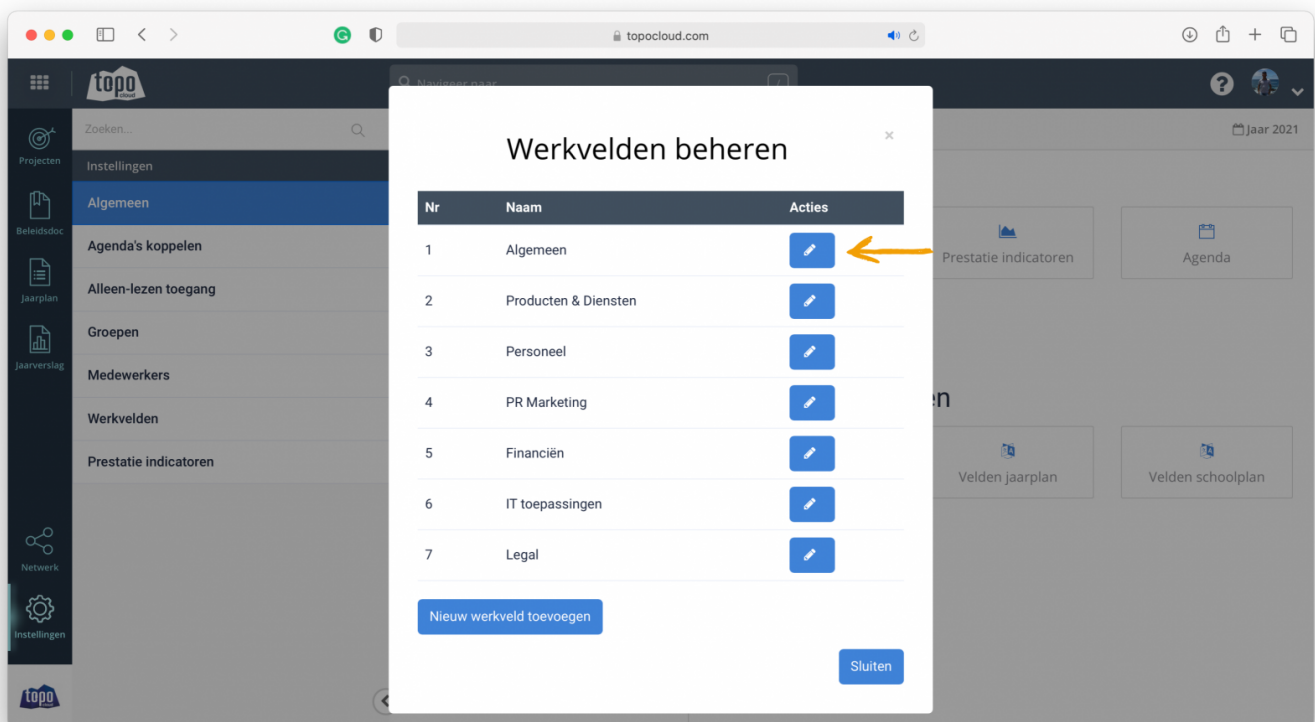 topocloud.com
topo
cloud
Navigeer naar
/
Zoeken...
Jaar 2021
Projecten
Beleidsdoc
Jaarplan
Jaarverslag
Netwerk
Instellingen
topo
cloud
Instellingen
Algemeen
Agenda's koppelen
Alleen-lezen toegang
Groepen
Medewerkers
Werkvelden
Prestatie indicatoren
Werkvelden beheren
×
Nr Naam Acties
1 Algemeen
2 Producten & Diensten
3 Personeel
4 PR Marketing
5 Financiën
6 IT toepassingen
7 Legal
Nieuw werkveld toevoegen
Sluiten
Prestatie indicatoren
Agenda
Velden jaarplan
Velden schoolplan